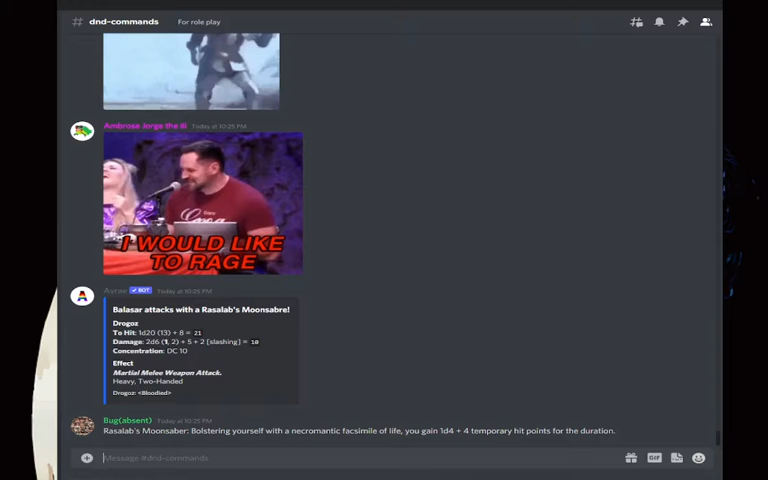 dnd-commands For role play
Ambrose Jorge the iii Today at 10:25 PM
I WOULD LIKE
TO RAGE
Avrae BOT Today at 10:25 PM
Balasar attacks with a Rasalab's Moonsabre!
Drogoz
To Hit: 1d20 (13) + 8 = 21
Damage: 2d6 (1, 2) + 5 + 2 [slashing] = 10
Concentration: DC 10
Effect
Martial Melee Weapon Attack.
Heavy, Two-Handed
Drogoz: <Bloodied>
Bug(absent) Today at 10:25 PM
Rasalab's Moonsaber: Bolstering yourself with a necromantic facsimile of life, you gain 1d4 + 4 temporary hit points for the duration.
Message #dnd-commands
GIF